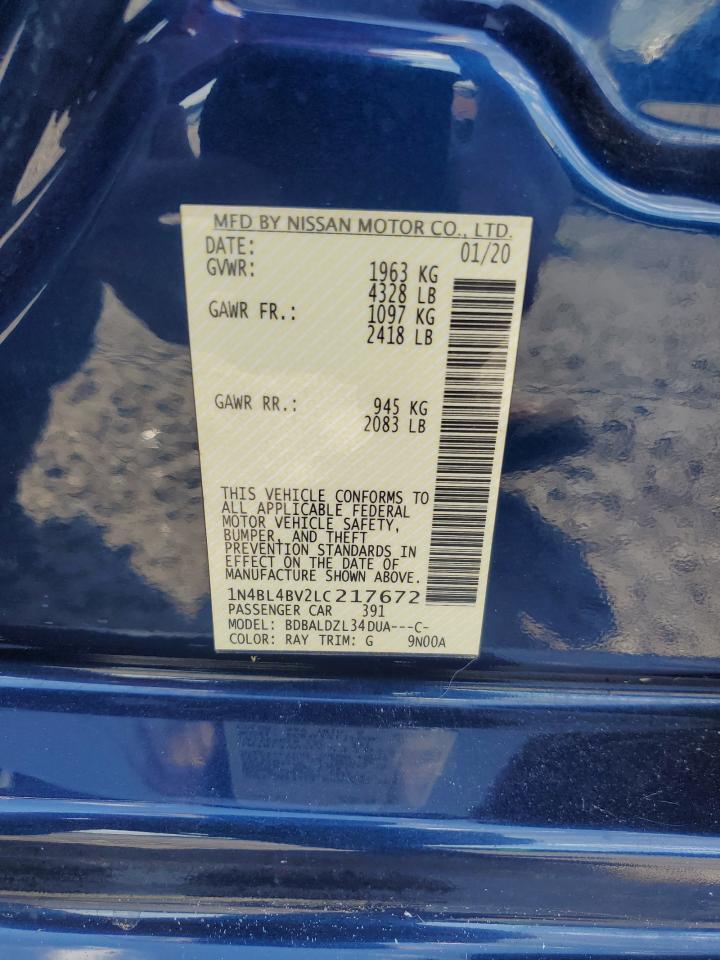 MFD BY NISSAN MOTOR CO., LTD.
DATE: 01/20
GVWR: 1963 KG
4328 LB
GAWR FR.: 1097 KG
2418 LB
GAWR RR.: 945 KG
2083 LB
THIS VEHICLE CONFORMS TO
ALL APPLICABLE FEDERAL
MOTOR VEHICLE SAFETY,
BUMPER, AND THEFT
PREVENTION STANDARDS IN
EFFECT ON THE DATE OF
MANUFACTURE SHOWN ABOVE.
1N4BL4BV2LC217672
PASSENGER CAR 391
MODEL: BDBALDZL34DUA---C-
COLOR: RAY TRIM: G 9N00A